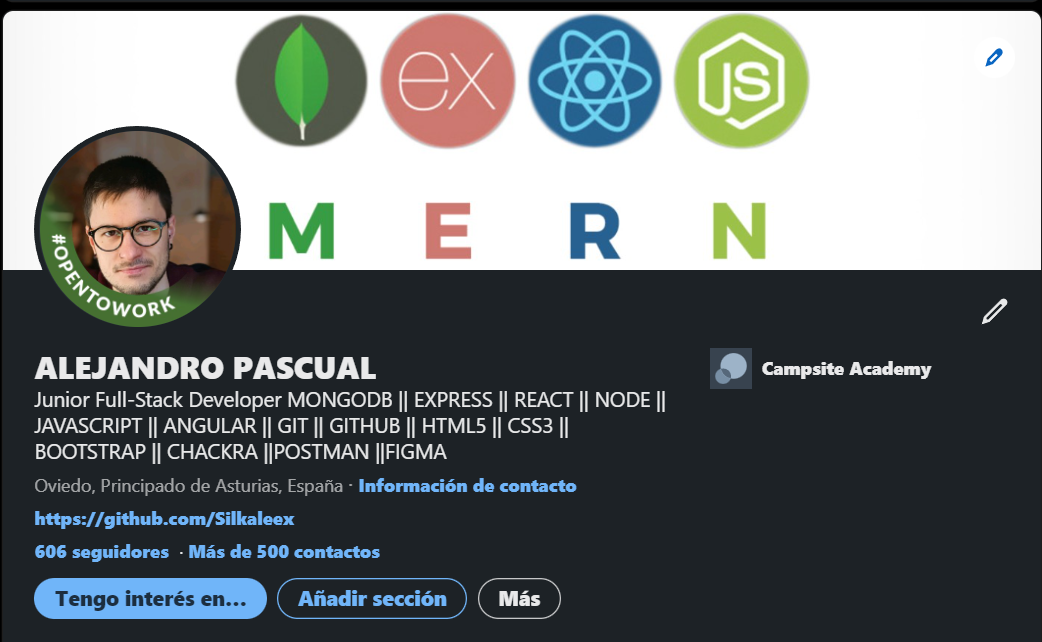 ex
JS
M E R N
#OPENTOWORK
ALEJANDRO PASCUAL
Campsite Academy
Junior Full-Stack Developer MONGODB || EXPRESS || REACT || NODE ||
JAVASCRIPT || ANGULAR || GIT || GITHUB || HTML5 || CSS3 ||
BOOTSTRAP || CHACKRA ||POSTMAN ||FIGMA
Oviedo, Principado de Asturias, España · Información de contacto
https://github.com/Silkaleex
606 seguidores · Más de 500 contactos
Tengo interés en... Añadir sección Más